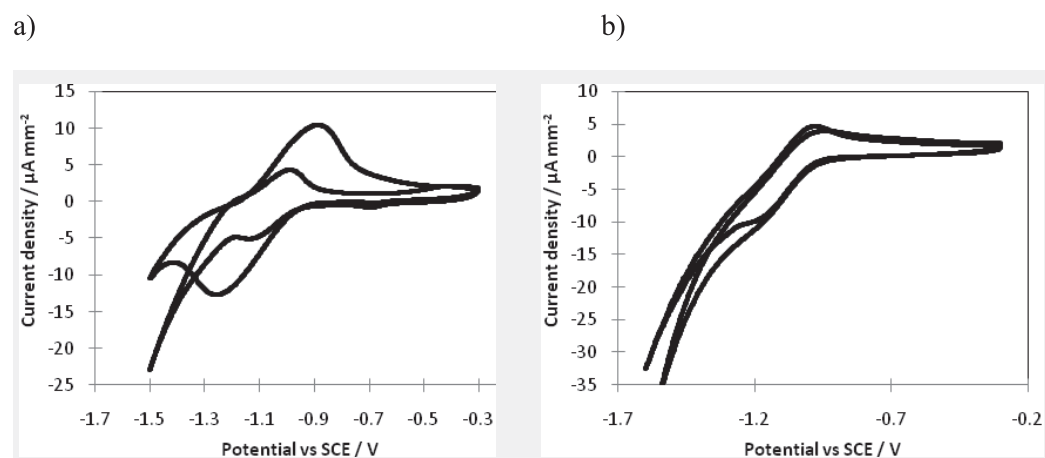 a)
b)
15
10
5
0
-5
-10
-15
-20
-25
-1.7 -1.5 -1.3 -1.1 -0.9 -0.7 -0.5 -0.3
Current density / µA mm⁻²
Potential vs SCE / V
10
5
0
-5
-10
-15
-20
-25
-30
-35
-1.7 -1.2 -0.7 -0.2
Current density / µA mm⁻²
Potential vs SCE / V